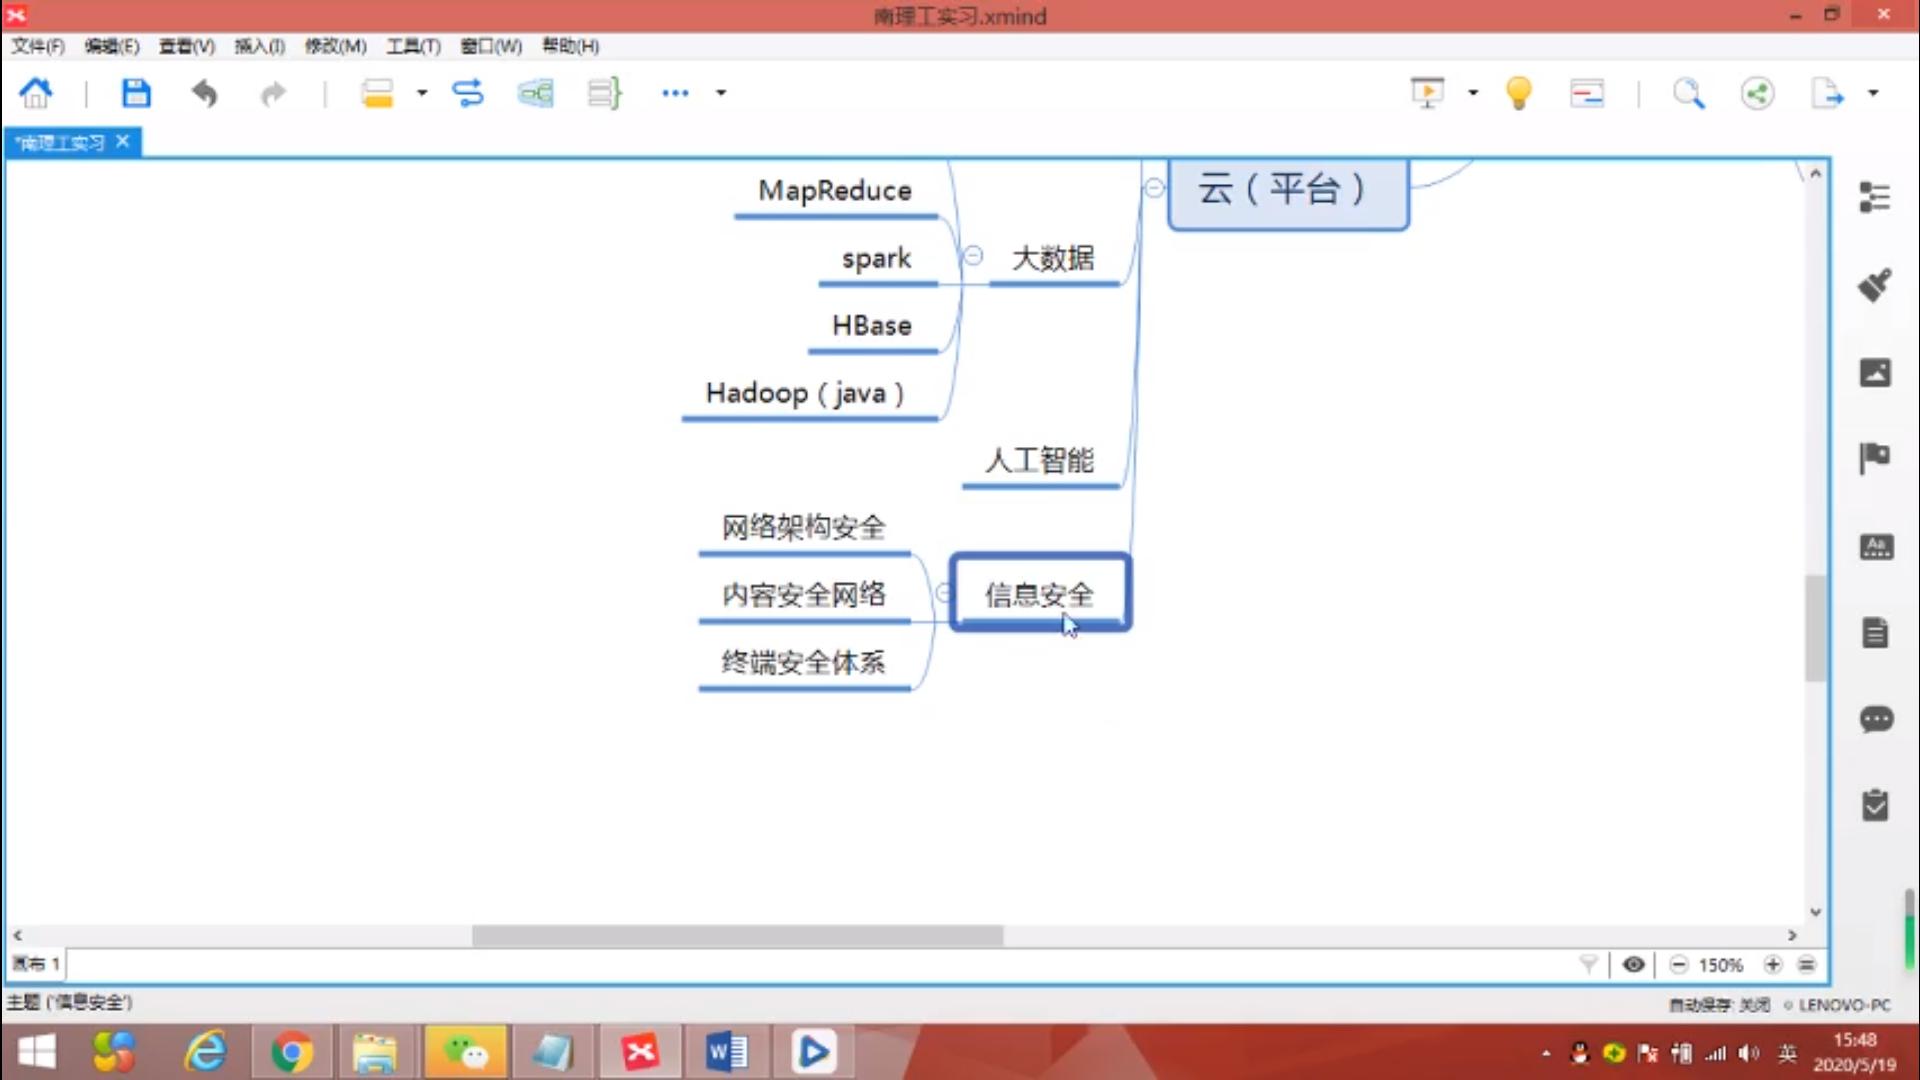 南理工实习.xmind
文件(F) 编辑(E) 查看(V) 插入(I) 修改(M) 工具(T) 窗口(W) 帮助(H)
*南理工实习
云（平台）
MapReduce
spark
大数据
HBase
Hadoop（java）
人工智能
网络架构安全
内容安全网络
信息安全
终端安全体系
Aa
画布 1
150%
主题 ('信息安全')
自动保存: 关闭 LENOVO-PC
英
15:48
2020/5/19